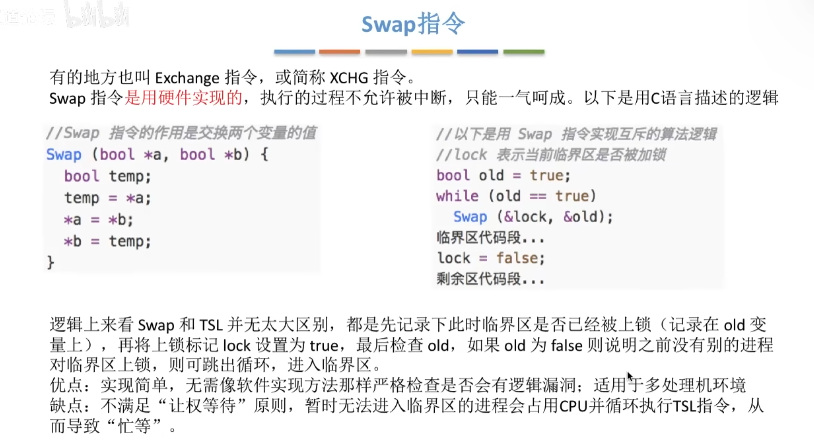 Swap指令
有的地方也叫 Exchange 指令，或简称 XCHG 指令。
Swap 指令是用硬件实现的，执行的过程不允许被中断，只能一气呵成。以下是用C语言描述的逻辑
//Swap 指令的作用是交换两个变量的值
Swap (bool *a, bool *b) {
bool temp;
temp = *a;
*a = *b;
*b = temp;
}
//以下是用 Swap 指令实现互斥的算法逻辑
//lock 表示当前临界区是否被加锁
bool old = true;
while (old == true)
Swap (&lock, &old);
临界区代码段...
lock = false;
剩余区代码段...
逻辑上来看 Swap 和 TSL 并无太大区别，都是先记录下此时临界区是否已经被上锁（记录在 old 变
量上），再将上锁标记 lock 设置为 true，最后检查 old，如果 old 为 false 则说明之前没有别的进程
对临界区上锁，则可跳出循环，进入临界区。
优点：实现简单，无需像软件实现方法那样严格检查是否会有逻辑漏洞；适用于多处理机环境
缺点：不满足“让权等待”原则，暂时无法进入临界区的进程会占用CPU并循环执行TSL指令，从
而导致“忙等”。